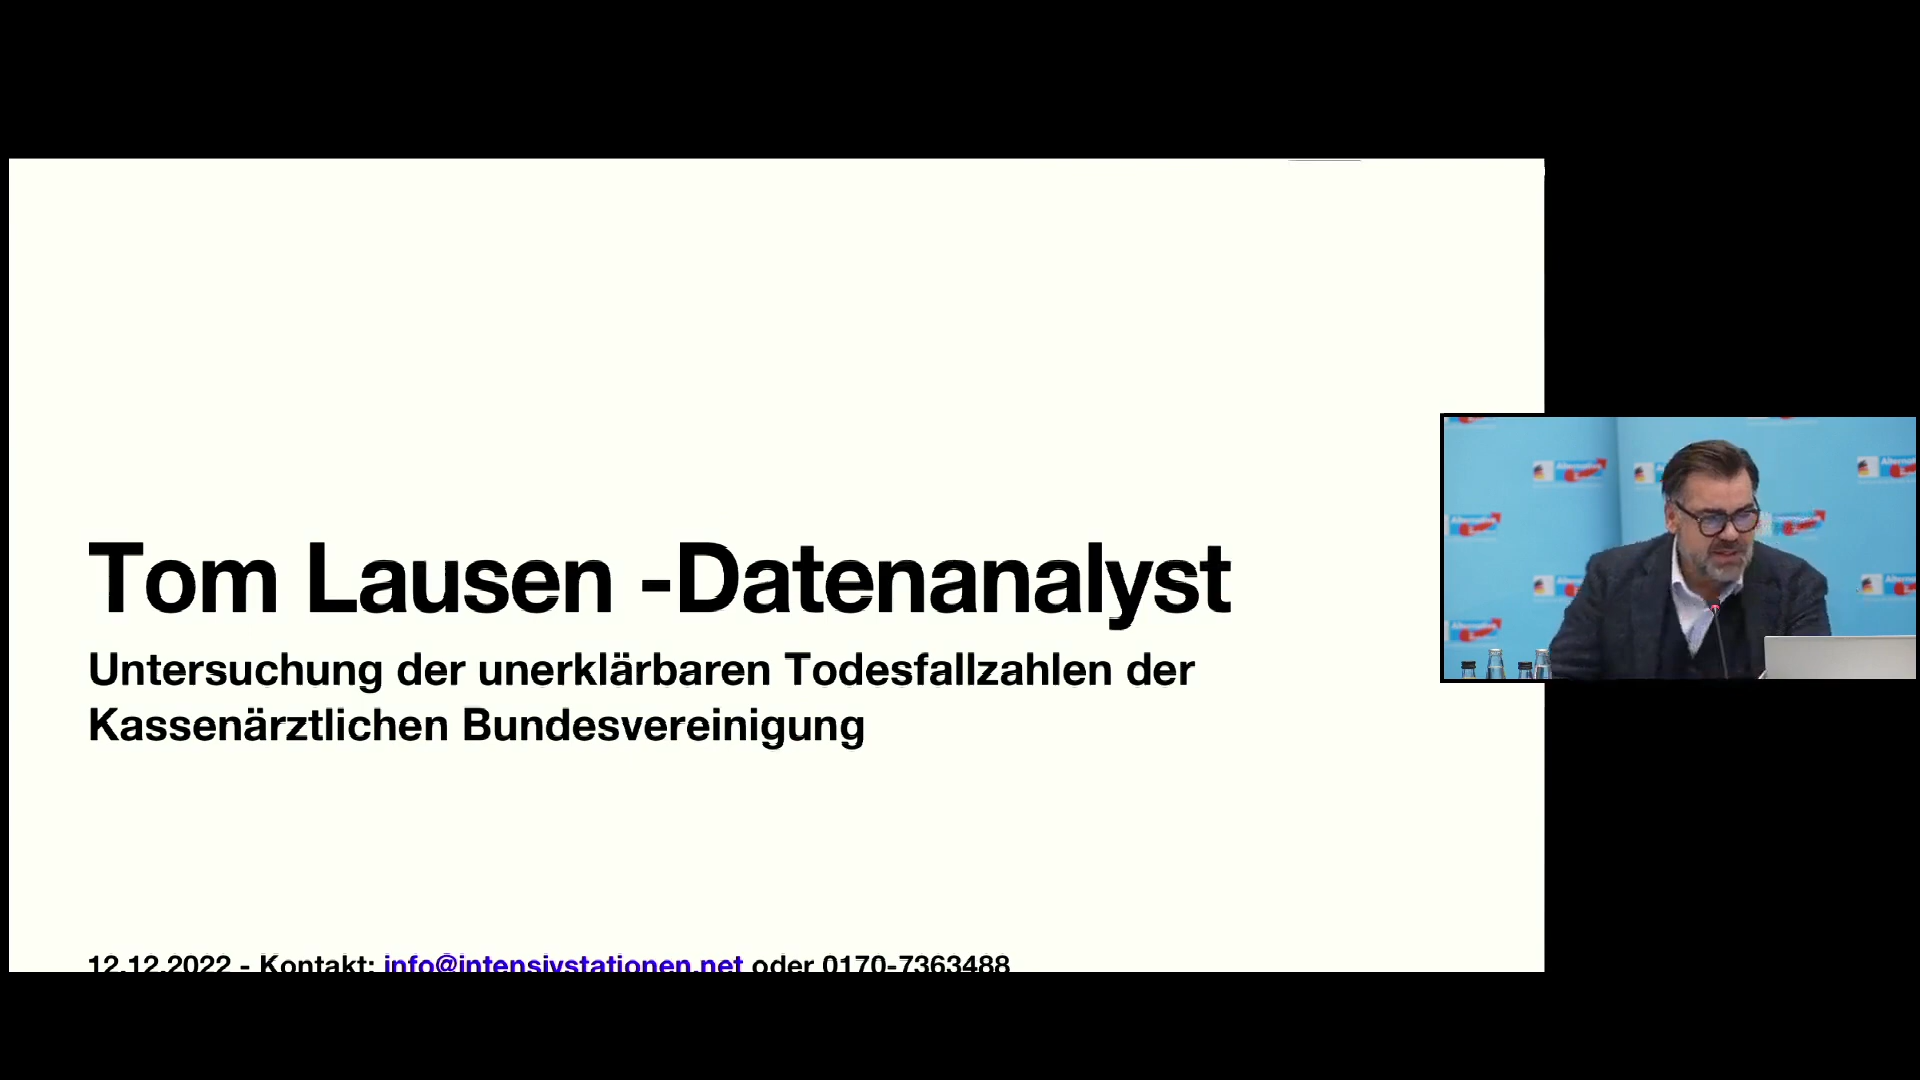 Tom Lausen -Datenanalyst
Untersuchung der unerklärbaren Todesfallzahlen der
Kassenärztlichen Bundesvereinigung
12.12.2022 - Kontakt: info@intensivstationen.net oder 0170-7363488